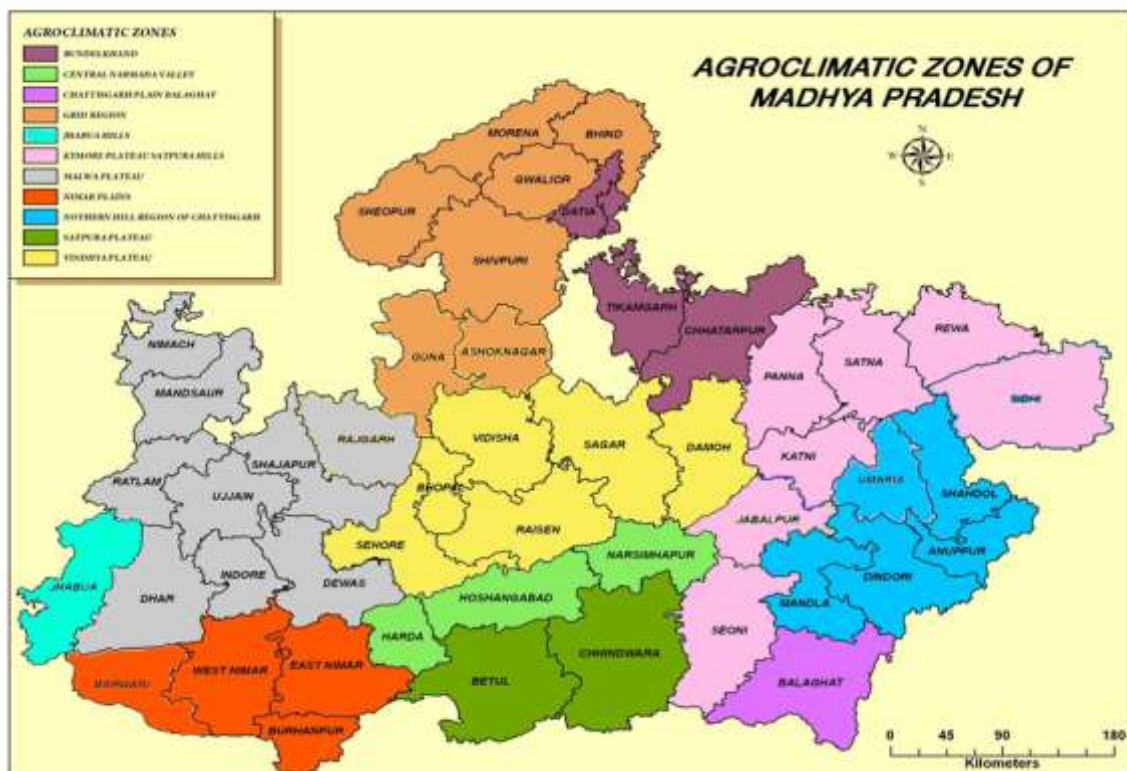 AGROCLIMATIC ZONES
BUNDELKHAND
CENTRAL NARMADA VALLEY
CHATTISGARH PLAIN BALAGHAT
GRID REGION
JHABUA HILLS
KYMORE PLATEAU SATPURA HILLS
MALWA PLATEAU
NIMAR PLAINS
NOTHERN HILL REGION OF CHATTISGARH
SATPURA PLATEAU
VINDHYA PLATEAU
AGROCLIMATIC ZONES OF
MADHYA PRADESH
N
W E
S
MORENA
BHIND
GWALIOR
SHEOPUR
DATIA
SHIVPURI
TIKAMGARH
CHHATARPUR
NIMACH
GUNA
ASHOKNAGAR
REWA
SATNA
PANNA
MANDSAUR
SIDHI
RAJGARH
VIDISHA
SAGAR
DAMOH
KATNI
SHAJAPUR
RATLAM
UJJAIN
BHOPAL
UMARIA
SHAHDOL
JABALPUR
RAISEN
SEHORE
NARSIMHAPUR
ANUPPUR
JHABUA
DHAR
INDORE
DEWAS
DINDORI
HOSHANGABAD
MANDLA
HARDA
SEONI
CHHINDWARA
WEST NIMAR
EAST NIMAR
BETUL
BALAGHAT
BURHANPUR
0 45 90 180
Kilometers